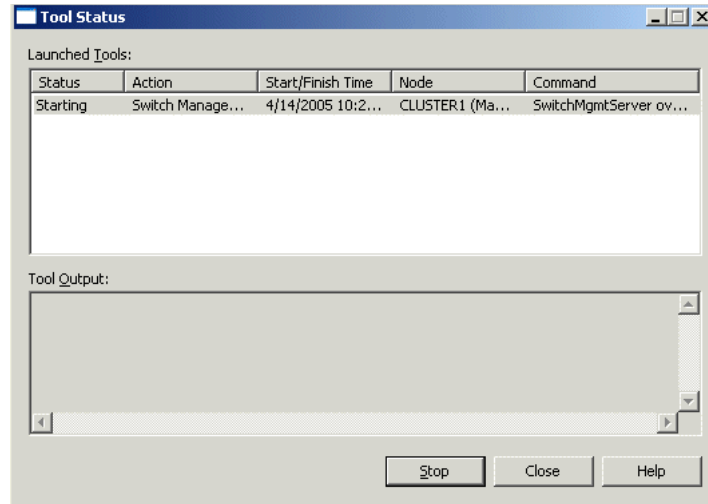 Tool Status
Launched Tools:
Status Action Start/Finish Time Node Command
Starting Switch Manage... 4/14/2005 10:2... CLUSTER1 (Ma... SwitchMgmtServer ov...
Tool Output:
Stop Close Help